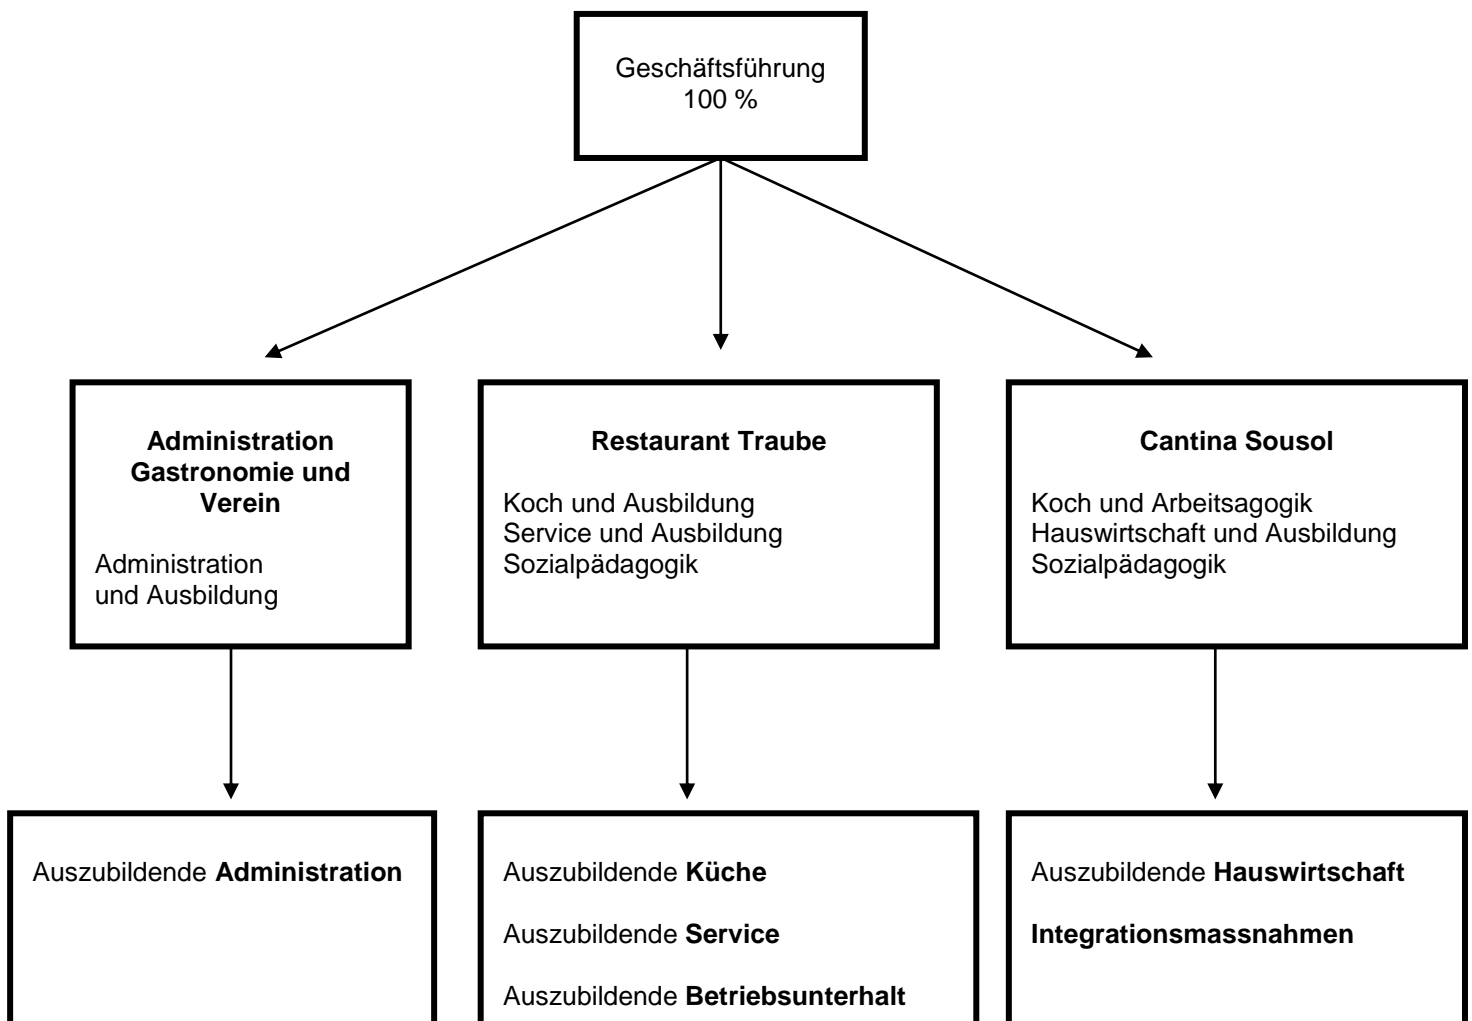 Geschäftsführung
100 %
Administration
Gastronomie und
Verein
Administration
und Ausbildung
Restaurant Traube
Koch und Ausbildung
Service und Ausbildung
Sozialpädagogik
Cantina Sousol
Koch und Arbeitsagogik
Hauswirtschaft und Ausbildung
Sozialpädagogik
Auszubildende Administration
Auszubildende Küche
Auszubildende Service
Auszubildende Betriebsunterhalt
Auszubildende Hauswirtschaft
Integrationsmassnahmen